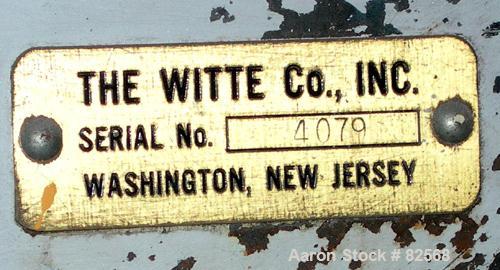 THE WITTE Co., INC.
SERIAL No. 4079
WASHINGTON, NEW JERSEY
Aaron Stock # 82568